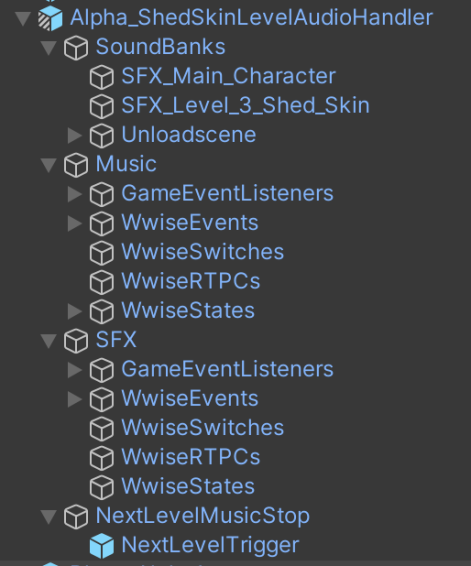 Alpha_ShedSkinLevelAudioHandler
SoundBanks
SFX_Main_Character
SFX_Level_3_Shed_Skin
Unloadscene
Music
GameEventListeners
WwiseEvents
WwiseSwitches
WwiseRTPCs
WwiseStates
SFX
GameEventListeners
WwiseEvents
WwiseSwitches
WwiseRTPCs
WwiseStates
NextLevelMusicStop
NextLevelTrigger